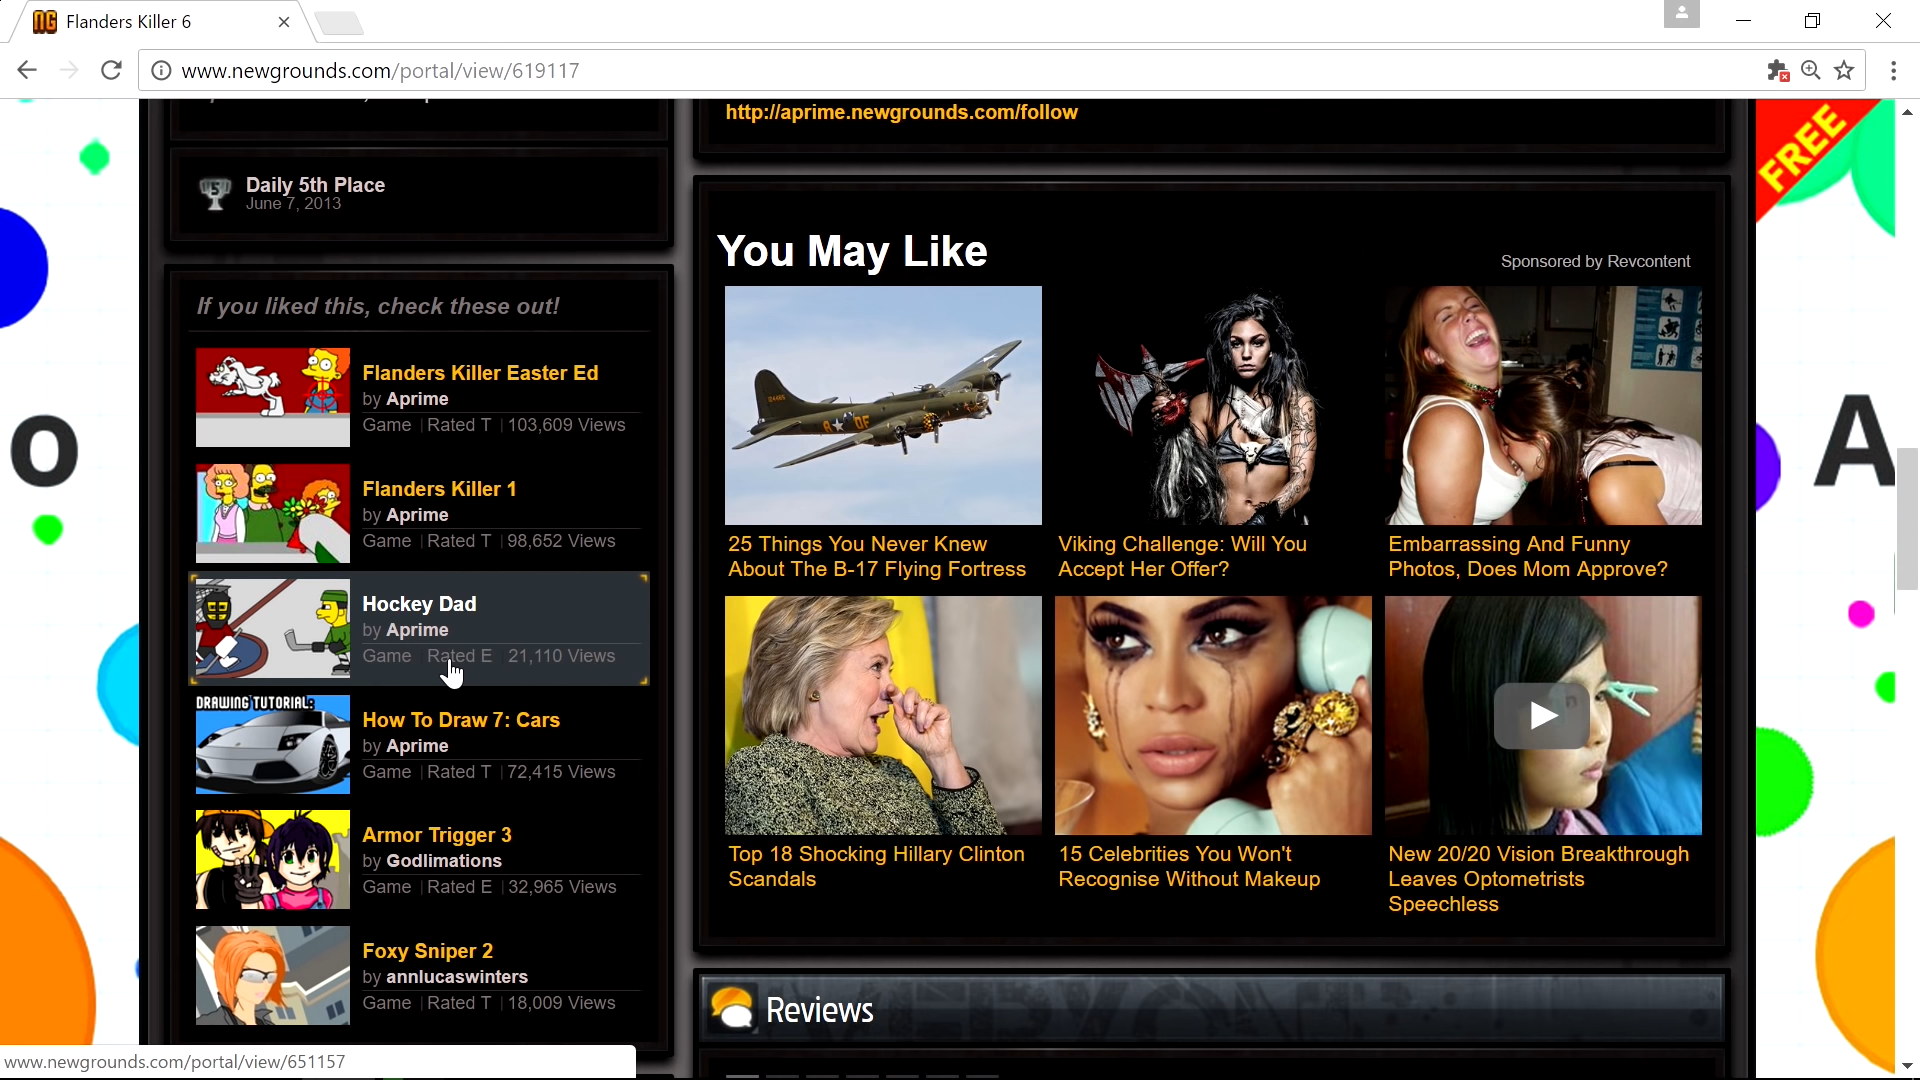 Flanders Killer 6
www.newgrounds.com/portal/view/619117
http://aprime.newgrounds.com/follow
FREE
Daily 5th Place
June 7, 2013
5
If you liked this, check these out!
Flanders Killer Easter Ed
by Aprime
Game | Rated T | 103,609 Views
Flanders Killer 1
by Aprime
Game | Rated T | 98,652 Views
Hockey Dad
by Aprime
Game | Rated E | 21,110 Views
DRAWING TUTORIAL:
How To Draw 7: Cars
by Aprime
Game | Rated T | 72,415 Views
Armor Trigger 3
by Godlimations
Game | Rated E | 32,965 Views
Foxy Sniper 2
by annlucaswinters
Game | Rated T | 18,009 Views
You May Like
Sponsored by Revcontent
25 Things You Never Knew
About The B-17 Flying Fortress
Viking Challenge: Will You
Accept Her Offer?
Embarrassing And Funny
Photos, Does Mom Approve?
Top 18 Shocking Hillary Clinton
Scandals
15 Celebrities You Won't
Recognise Without Makeup
New 20/20 Vision Breakthrough
Leaves Optometrists
Speechless
Reviews
o
A
www.newgrounds.com/portal/view/651157